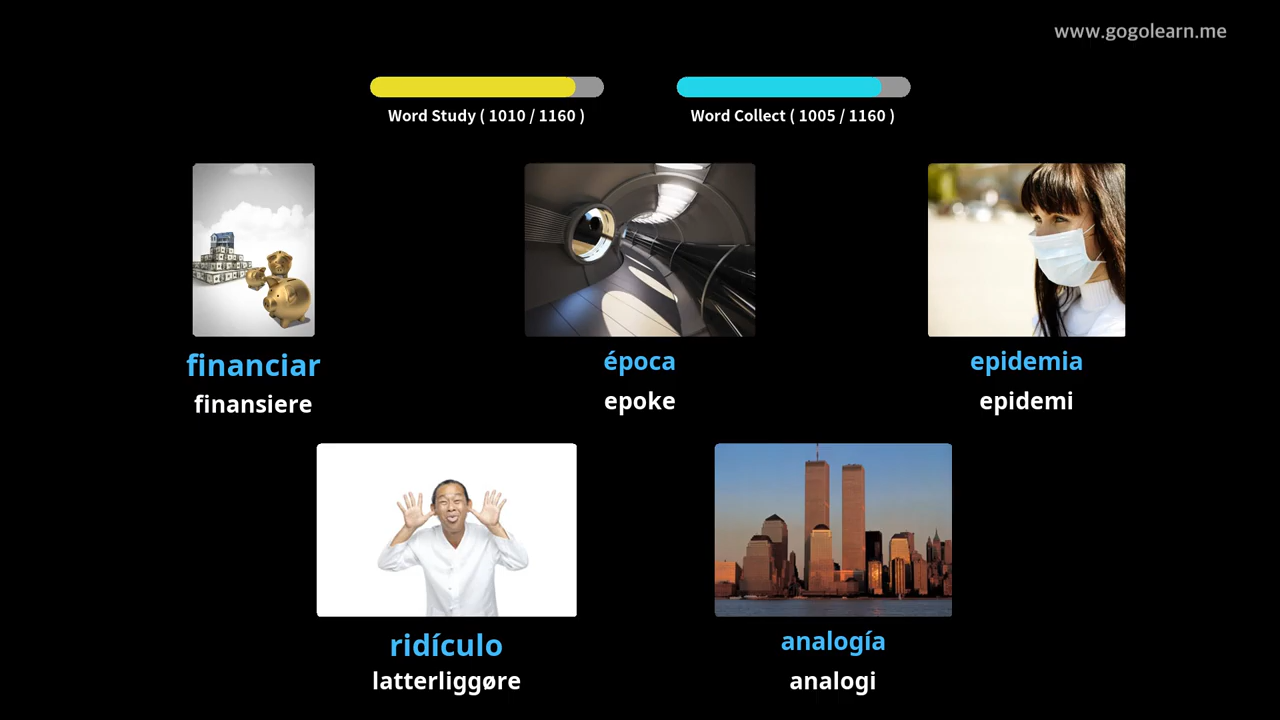 www.gogolearn.me
Word Study ( 1010 / 1160 )
Word Collect ( 1005 / 1160 )
financiar
finansiere
época
epoke
epidemia
epidemi
ridículo
latterliggøre
analogía
analogi